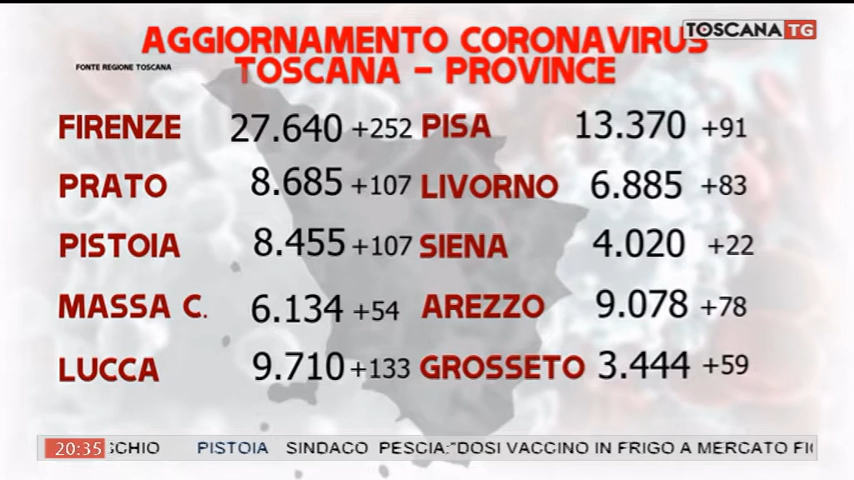 TOSCANA TG
AGGIORNAMENTO CORONAVIRUS
TOSCANA – PROVINCE
FONTE REGIONE TOSCANA
FIRENZE 27.640 +252 PISA 13.370 +91
PRATO 8.685 +107 LIVORNO 6.885 +83
PISTOIA 8.455 +107 SIENA 4.020 +22
MASSA C. 6.134 +54 AREZZO 9.078 +78
LUCCA 9.710 +133 GROSSETO 3.444 +59
20:35 PISTOIA SINDACO PESCIA:"DOSI VACCINO IN FRIGO A MERCATO